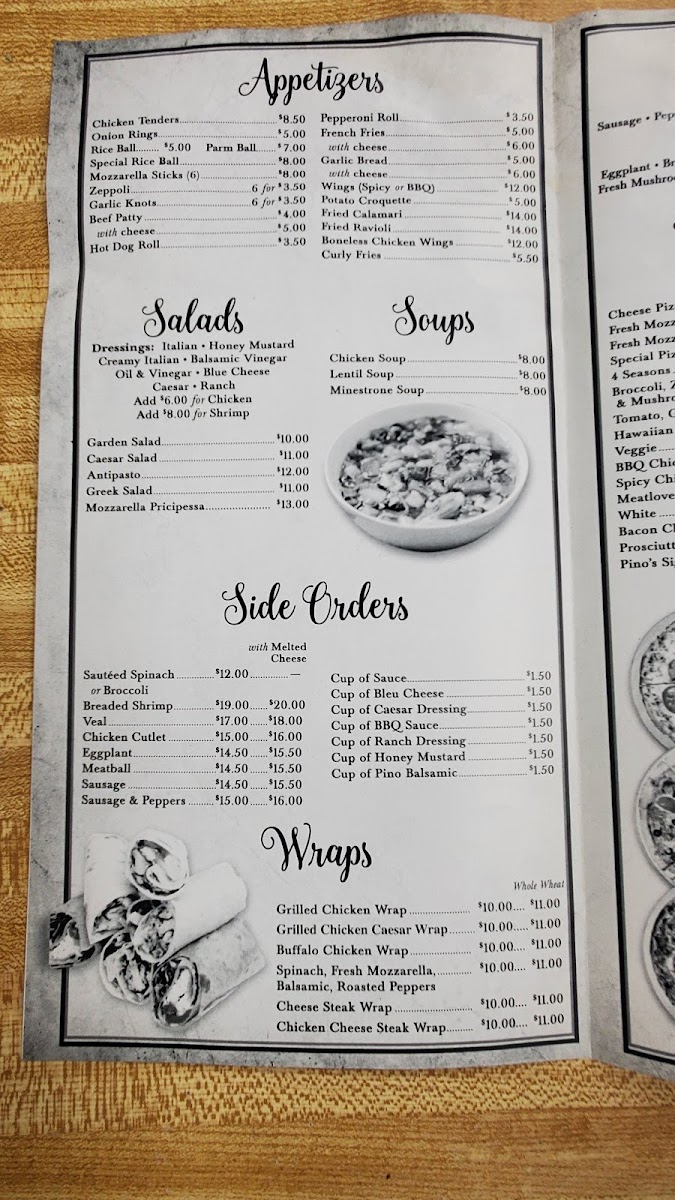 Appetizers
Chicken Tenders $8.50
Onion Rings $5.00
Rice Ball $5.00 Parm Ball $7.00
Special Rice Ball $8.00
Mozzarella Sticks (6) $8.00
Zeppoli 6 for $3.50
Garlic Knots 6 for $3.50
Beef Patty $4.00
with cheese $5.00
Hot Dog Roll $3.50
Pepperoni Roll $3.50
French Fries $5.00
with cheese $6.00
Garlic Bread $5.00
with cheese $6.00
Wings (Spicy or BBQ) $12.00
Potato Croquette $5.00
Fried Calamari $14.00
Fried Ravioli $14.00
Boneless Chicken Wings $12.00
Curly Fries $5.50
Salads
Dressings: Italian • Honey Mustard
Creamy Italian • Balsamic Vinegar
Oil & Vinegar • Blue Cheese
Caesar • Ranch
Add $6.00 for Chicken
Add $8.00 for Shrimp
Garden Salad $10.00
Caesar Salad $11.00
Antipasto $12.00
Greek Salad $11.00
Mozzarella Pricipessa $13.00
Soups
Chicken Soup $8.00
Lentil Soup $8.00
Minestrone Soup $8.00
Side Orders
with Melted
Cheese
Sautéed Spinach $12.00 —
or Broccoli
Breaded Shrimp $19.00 $20.00
Veal $17.00 $18.00
Chicken Cutlet $15.00 $16.00
Eggplant $14.50 $15.50
Meatball $14.50 $15.50
Sausage $14.50 $15.50
Sausage & Peppers $15.00 $16.00
Cup of Sauce $1.50
Cup of Bleu Cheese $1.50
Cup of Caesar Dressing $1.50
Cup of BBQ Sauce $1.50
Cup of Ranch Dressing $1.50
Cup of Honey Mustard $1.50
Cup of Pino Balsamic $1.50
Wraps
Whole Wheat
Grilled Chicken Wrap $10.00 $11.00
Grilled Chicken Caesar Wrap $10.00 $11.00
Buffalo Chicken Wrap $10.00 $11.00
Spinach, Fresh Mozzarella, $10.00 $11.00
Balsamic, Roasted Peppers
Cheese Steak Wrap $10.00 $11.00
Chicken Cheese Steak Wrap $10.00 $11.00
Sausage • Pep
Eggplant • Br
Fresh Mushroo
Cheese Piz
Fresh Mozz
Fresh Mozz
Special Piz
4 Seasons
Broccoli, Z
& Mushro
Tomato, G
Hawaiian
Veggie
BBQ Chic
Spicy Chi
Meatlove
White
Bacon Cl
Prosciutt
Pino's Si